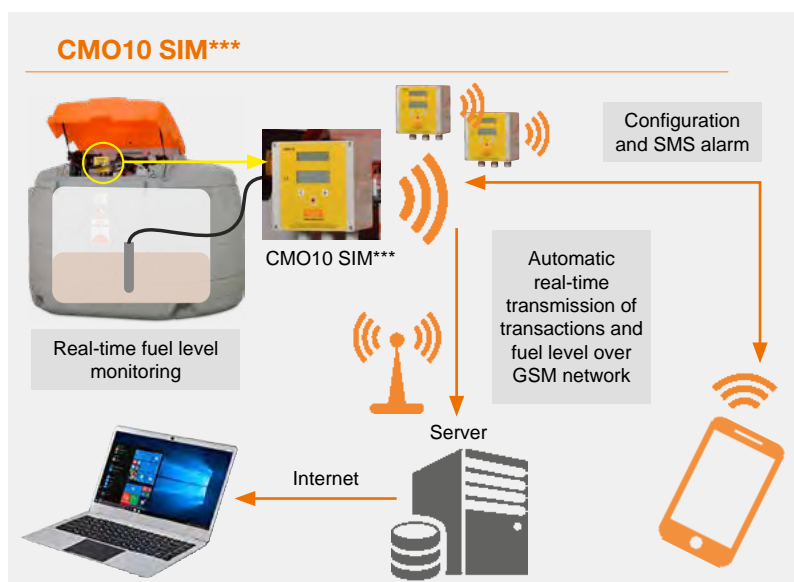 CMO10 SIM***
Configuration
and SMS alarm
CMO10 SIM***
Automatic
real-time
transmission of
transactions and
fuel level over
GSM network
Real-time fuel level
monitoring
Server
Internet